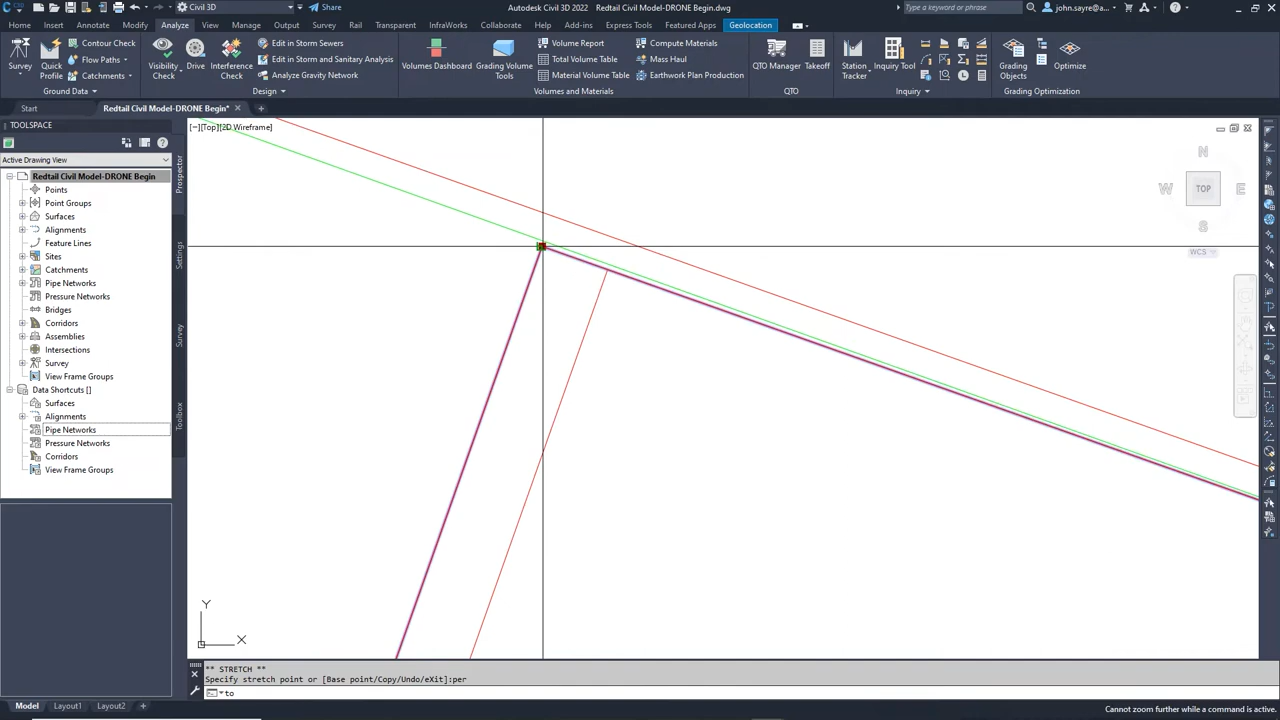 Civil 3D
Share
Autodesk Civil 3D 2022 Redtail Civil Model-DRONE Begin.dwg
Type a keyword or phrase
john.sayre@a...
Home Insert Annotate Modify Analyze View Manage Output Survey Rail Transparent InfraWorks Collaborate Help Add-ins Express Tools Featured Apps Geolocation
Survey
Quick Profile
Contour Check
Flow Paths
Catchments
Ground Data
Visibility Check
Drive
Interference Check
Edit in Storm Sewers
Edit in Storm and Sanitary Analysis
Analyze Gravity Network
Design
Volumes Dashboard
Grading Volume Tools
Volume Report
Total Volume Table
Material Volume Table
Compute Materials
Mass Haul
Earthwork Plan Production
Volumes and Materials
QTO Manager
Takeoff
QTO
Station Tracker
Inquiry Tool
Inquiry
Grading Objects
Optimize
Grading Optimization
Start
Redtail Civil Model-DRONE Begin*
TOOLSPACE
Active Drawing View
Redtail Civil Model-DRONE Begin
Points
Point Groups
Surfaces
Alignments
Feature Lines
Sites
Catchments
Pipe Networks
Pressure Networks
Bridges
Corridors
Assemblies
Intersections
Survey
View Frame Groups
Data Shortcuts []
Surfaces
Alignments
Pipe Networks
Pressure Networks
Corridors
View Frame Groups
Prospector
Settings
Survey
Toolbox
[−][Top][2D Wireframe]
N
W TOP E
S
WCS
Y
X
** STRETCH **
Specify stretch point or [Base point/Copy/Undo/eXit]:per
to
Model Layout1 Layout2
Cannot zoom further while a command is active.